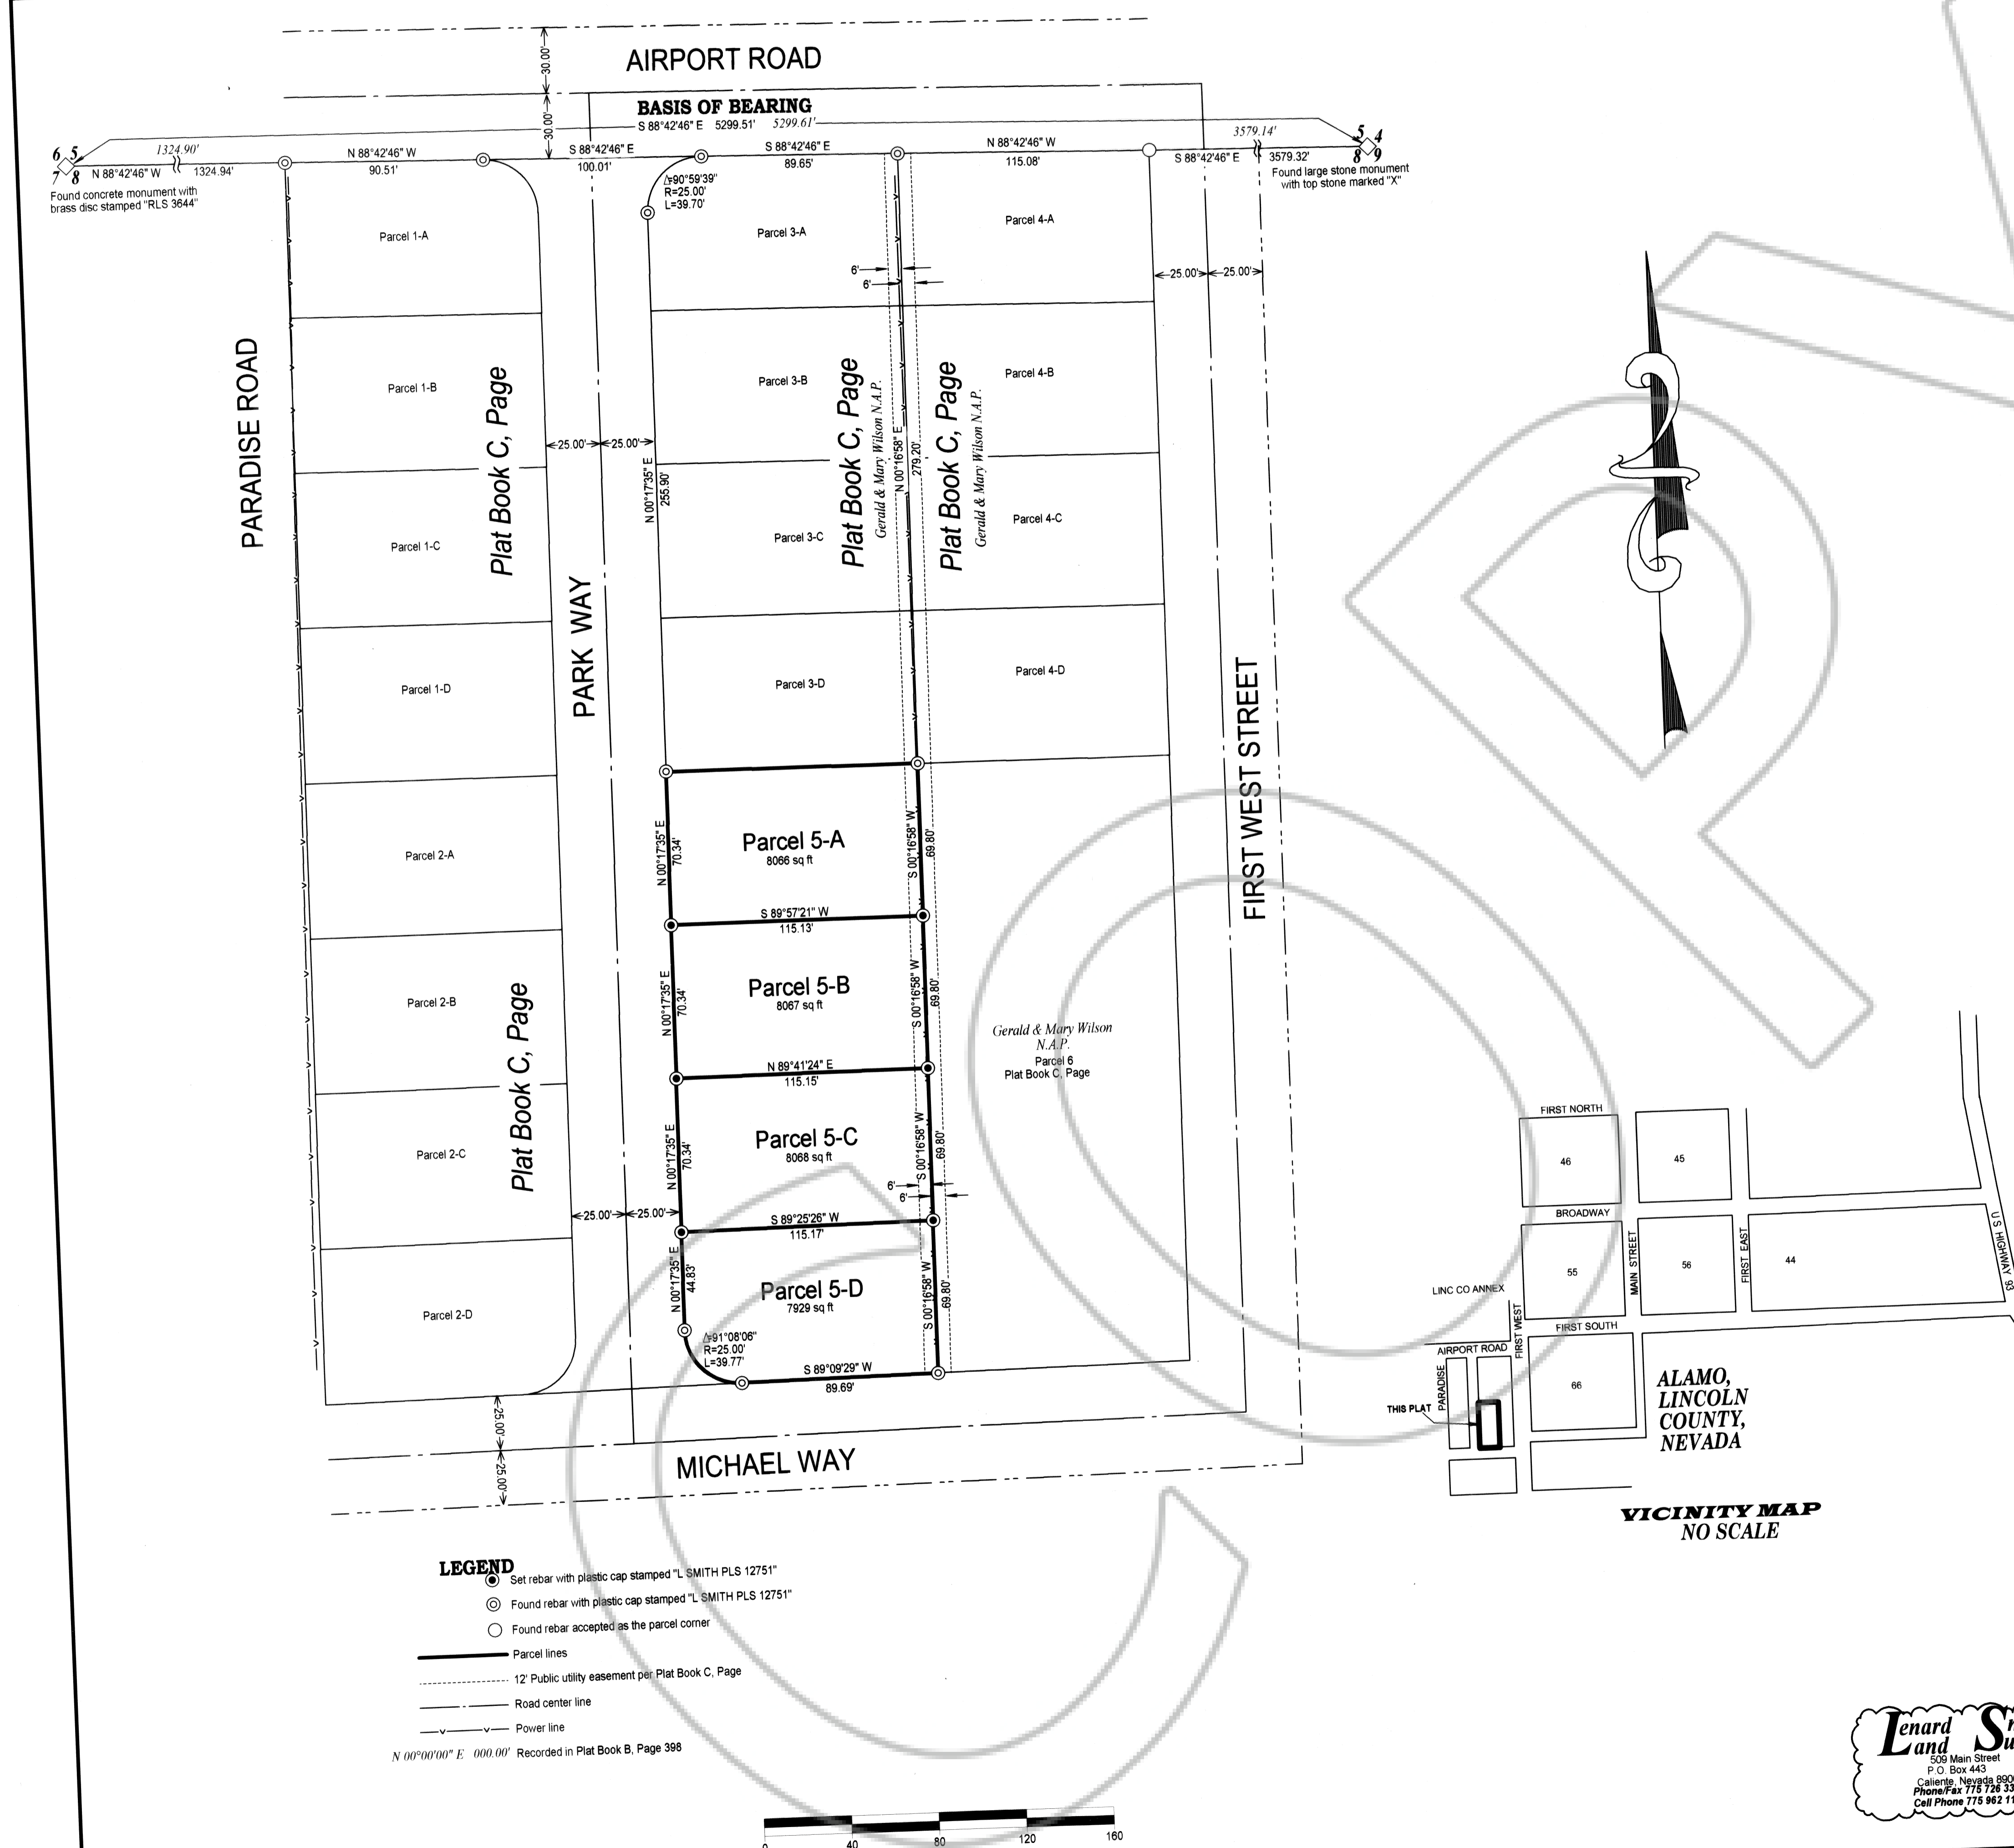 AIRPORT ROAD
30.00'
30.00'
BASIS OF BEARING
S 88°42'46" E 5299.51' 5299.61'
6 5
7 8
1324.90'
N 88°42'46" W 1324.94'
Found concrete monument with
brass disc stamped "RLS 3644"
N 88°42'46" W
90.51'
S 88°42'46" E
100.01'
S 88°42'46" E
89.65'
N 88°42'46" W
115.08'
3579.14'
S 88°42'46" E 3579.32'
5 4
8 9
Found large stone monument
with top stone marked "X"
Δ=90°59'39"
R=25.00'
L=39.70'
Parcel 1-A
Parcel 3-A
Parcel 4-A
6'
6'
25.00' 25.00'
PARADISE ROAD
Parcel 1-B
Plat Book C, Page
Parcel 3-B
Plat Book C, Page
Gerald & Mary Wilson N.A.P.
Plat Book C, Page
Gerald & Mary Wilson N.A.P.
Parcel 4-B
25.00' 25.00'
N 00°17'35" E
255.90'
N 00°16'58" E
279.20'
Parcel 1-C
Parcel 3-C
Parcel 4-C
PARK WAY
Parcel 1-D
Parcel 3-D
Parcel 4-D
FIRST WEST STREET
Parcel 2-A
N 00°17'35" E
70.34'
Parcel 5-A
8066 sq ft
S 00°16'58" W
69.80'
S 89°57'21" W
115.13'
Parcel 2-B
Plat Book C, Page
N 00°17'35" E
70.34'
Parcel 5-B
8067 sq ft
S 00°16'58" W
69.80'
Gerald & Mary Wilson
N.A.P.
Parcel 6
Plat Book C, Page
N 89°41'24" E
115.15'
Parcel 2-C
N 00°17'35" E
70.34'
Parcel 5-C
8068 sq ft
S 00°16'58" W
69.80'
6'
6'
25.00' 25.00'
S 89°25'26" W
115.17'
Parcel 2-D
N 00°17'35" E
44.83'
Parcel 5-D
7929 sq ft
S 00°16'58" W
69.80'
Δ=91°08'06"
R=25.00'
L=39.77'
S 89°09'29" W
89.69'
25.00'
25.00'
MICHAEL WAY
FIRST NORTH
46
45
BROADWAY
55
MAIN STREET
56
FIRST EAST
44
US HIGHWAY 93
LINC CO ANNEX
FIRST WEST
FIRST SOUTH
AIRPORT ROAD
PARADISE
66
THIS PLAT
ALAMO,
LINCOLN
COUNTY,
NEVADA
VICINITY MAP
NO SCALE
LEGEND
Set rebar with plastic cap stamped "L SMITH PLS 12751"
Found rebar with plastic cap stamped "L SMITH PLS 12751"
Found rebar accepted as the parcel corner
Parcel lines
12' Public utility easement per Plat Book C, Page
Road center line
Power line
N 00°00'00" E 000.00' Recorded in Plat Book B, Page 398
0 40 80 120 160
Lenard
Land
509 Main Street
P.O. Box 443
Caliente, Nevada
Phone/Fax 775 726 33
Cell Phone 775 962 11
COP